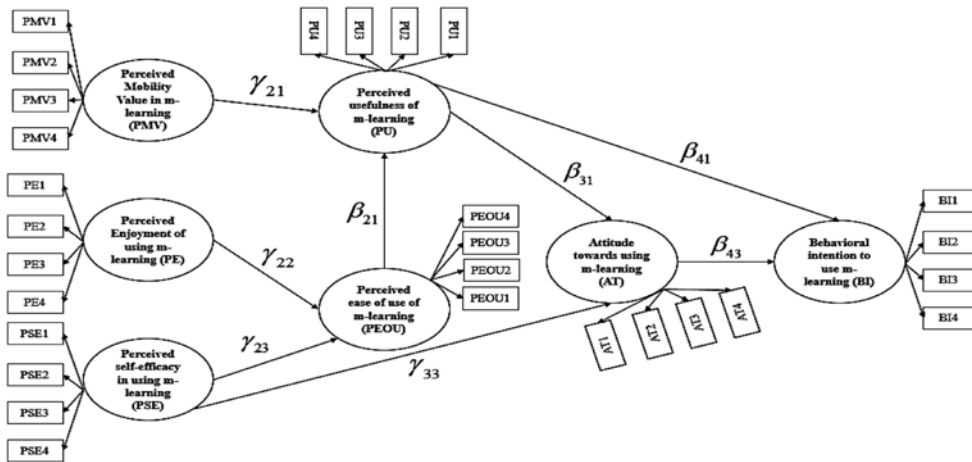 PMV1
PMV2
PMV3
PMV4
Perceived
Mobility
Value in m-
learning
(PMV)
γ21
PU4
PU3
PU2
PU1
Perceived
usefulness of
m-learning
(PU)
β41
β31
β21
PE1
PE2
PE3
PE4
Perceived
Enjoyment of
using m-
learning (PE)
γ22
PEOU4
PEOU3
PEOU2
PEOU1
Perceived
ease of use of
m-learning
(PEOU)
Attitude
towards using
m-learning
(AT)
β43
Behavioral
intention to
use m-
learning (BI)
BI1
BI2
BI3
BI4
AT1
AT2
AT3
AT4
PSE1
PSE2
PSE3
PSE4
Perceived
self-efficacy
in using m-
learning
(PSE)
γ23
γ33